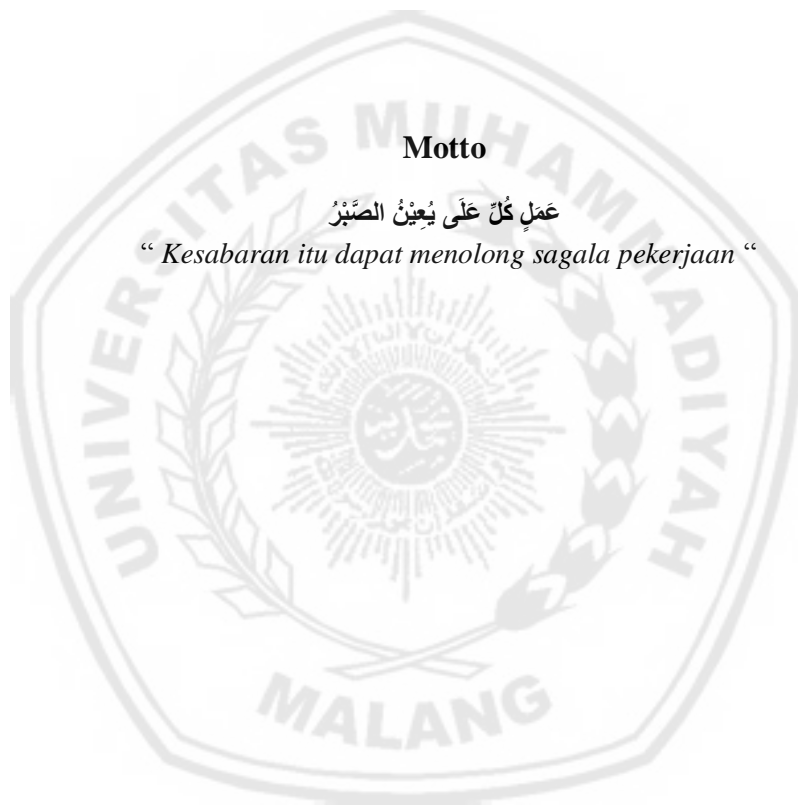 Motto
عَمَلٍ كُلِّ عَلَى يُعِيْنُ الصَّبْرُ
“ Kesabaran itu dapat menolong sagala pekerjaan “
UNIVERSITAS MUHAMMADIYAH
MALANG